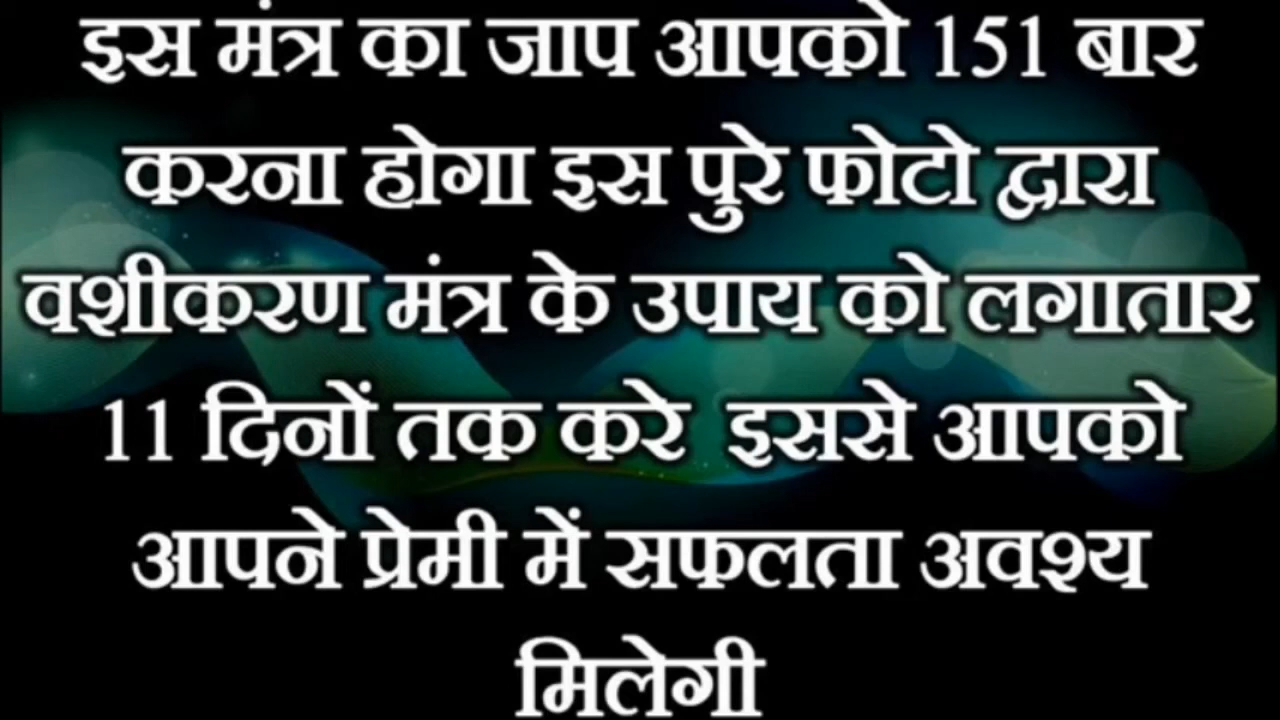 इस मंत्र का जाप आपको 151 बार
करना होगा इस पुरे फोटो द्वारा
वशीकरण मंत्र के उपाय को लगातार
11 दिनों तक करे इससे आपको
आपने प्रेमी में सफलता अवश्य
मिलेगी